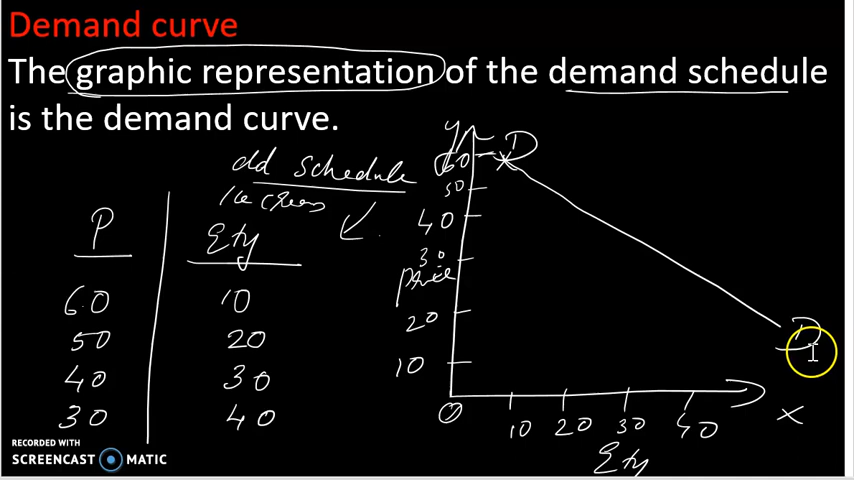 Demand curve
The graphic representation of the demand schedule
is the demand curve.
dd schedule
P
Qty
60 10
50 20
40 30
30 40
y
60
50
40
30
price
20
10
0
10 20 30 40
x
Qty
D
D
RECORDED WITH
SCREENCAST MATIC